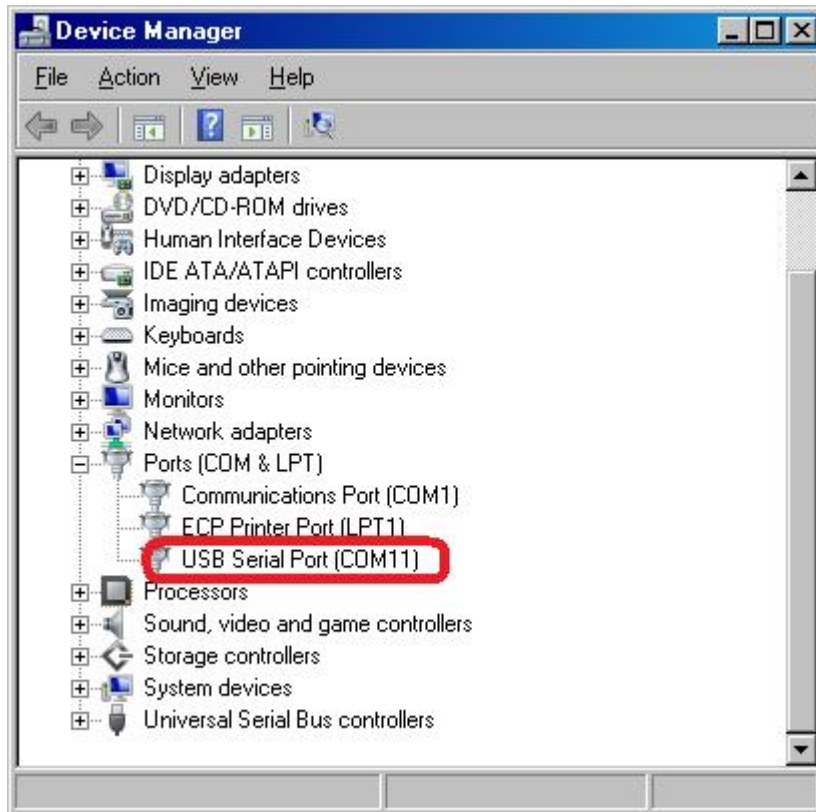 Device Manager
File Action View Help
Display adapters
DVD/CD-ROM drives
Human Interface Devices
IDE ATA/ATAPI controllers
Imaging devices
Keyboards
Mice and other pointing devices
Monitors
Network adapters
Ports (COM & LPT)
Communications Port (COM1)
ECP Printer Port (LPT1)
USB Serial Port (COM11)
Processors
Sound, video and game controllers
Storage controllers
System devices
Universal Serial Bus controllers